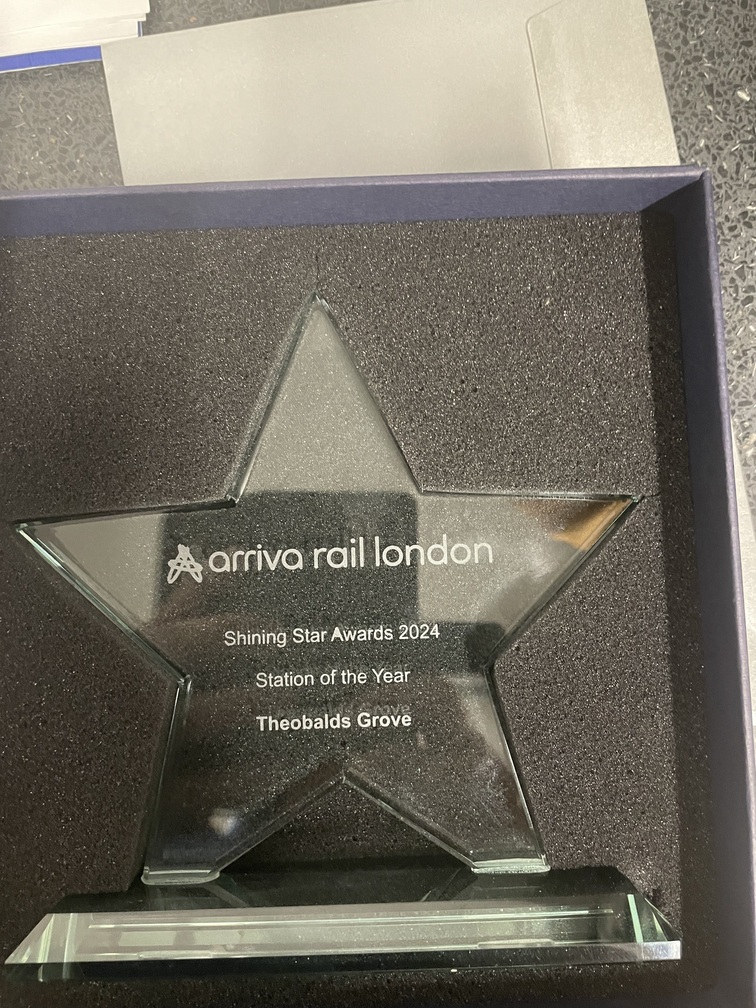 arriva rail london
Shining Star Awards 2024
Station of the Year
Theobalds Grove